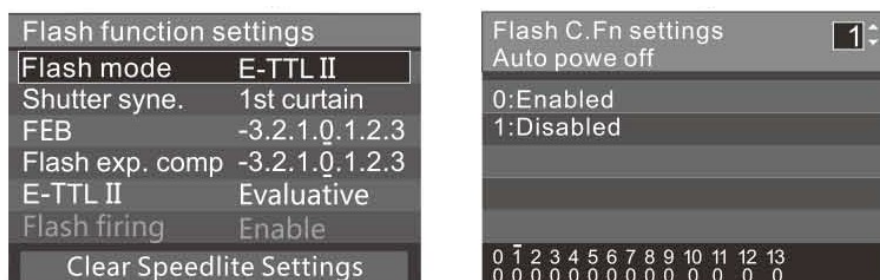 Flash function settings
Flash mode E-TTL II
Shutter syne. 1st curtain
FEB -3.2.1.0.1.2.3
Flash exp. comp -3.2.1.0.1.2.3
E-TTL II Evaluative
Flash firing Enable
Clear Speedlite Settings
Flash C.Fn settings 1
Auto powe off
0:Enabled
1:Disabled
0 1 2 3 4 5 6 7 8 9 10 11 12 13
0 0 0 0 0 0 0 0 0 0 0 0 0 0